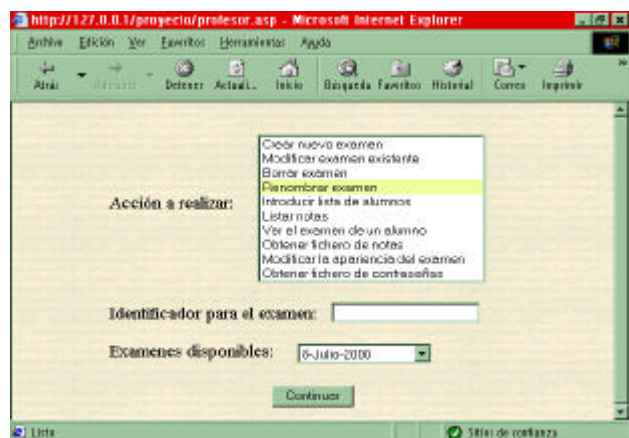 http://127.0.0.1/proyecto/profesor.asp - Microsoft Internet Explorer
Archivo Edición Ver Favoritos Herramientas Ayuda
Atrás Adelante Detener Actuali... Inicio Búsqueda Favoritos Historial Correo Imprimir »
Crear nuevo examen
Modificar examen existente
Borrar examen
Renombrar examen
Acción a realizar:
Introducir lista de alumnos
Listar notas
Ver el examen de un alumno
Obtener fichero de notas
Modificar la apariencia del examen
Obtener fichero de contraseñas
Identificador para el examen:
Examenes disponibles: 8-Julio-2000
Continuar
Listo Sitios de confianza